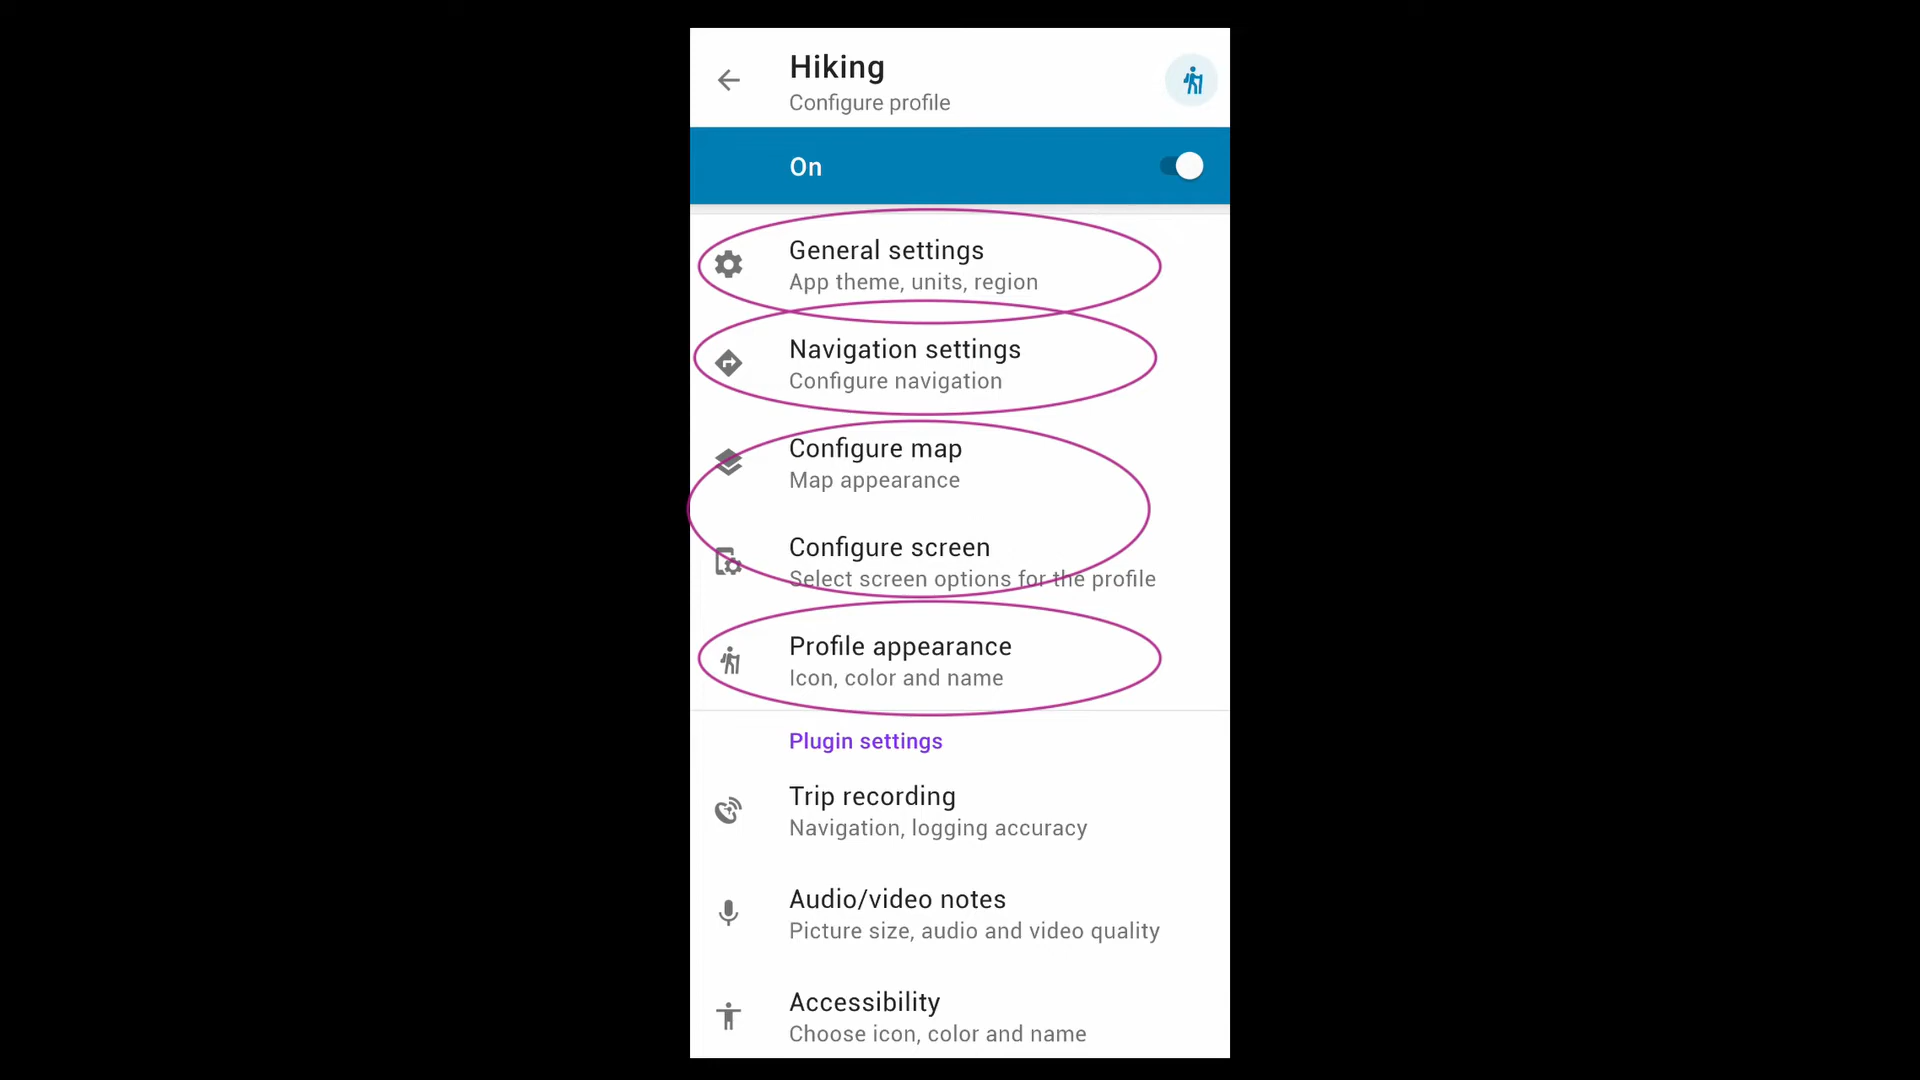 Hiking
Configure profile
On
General settings
App theme, units, region
Navigation settings
Configure navigation
Configure map
Map appearance
Configure screen
Select screen options for the profile
Profile appearance
Icon, color and name
Plugin settings
Trip recording
Navigation, logging accuracy
Audio/video notes
Picture size, audio and video quality
Accessibility
Choose icon, color and name